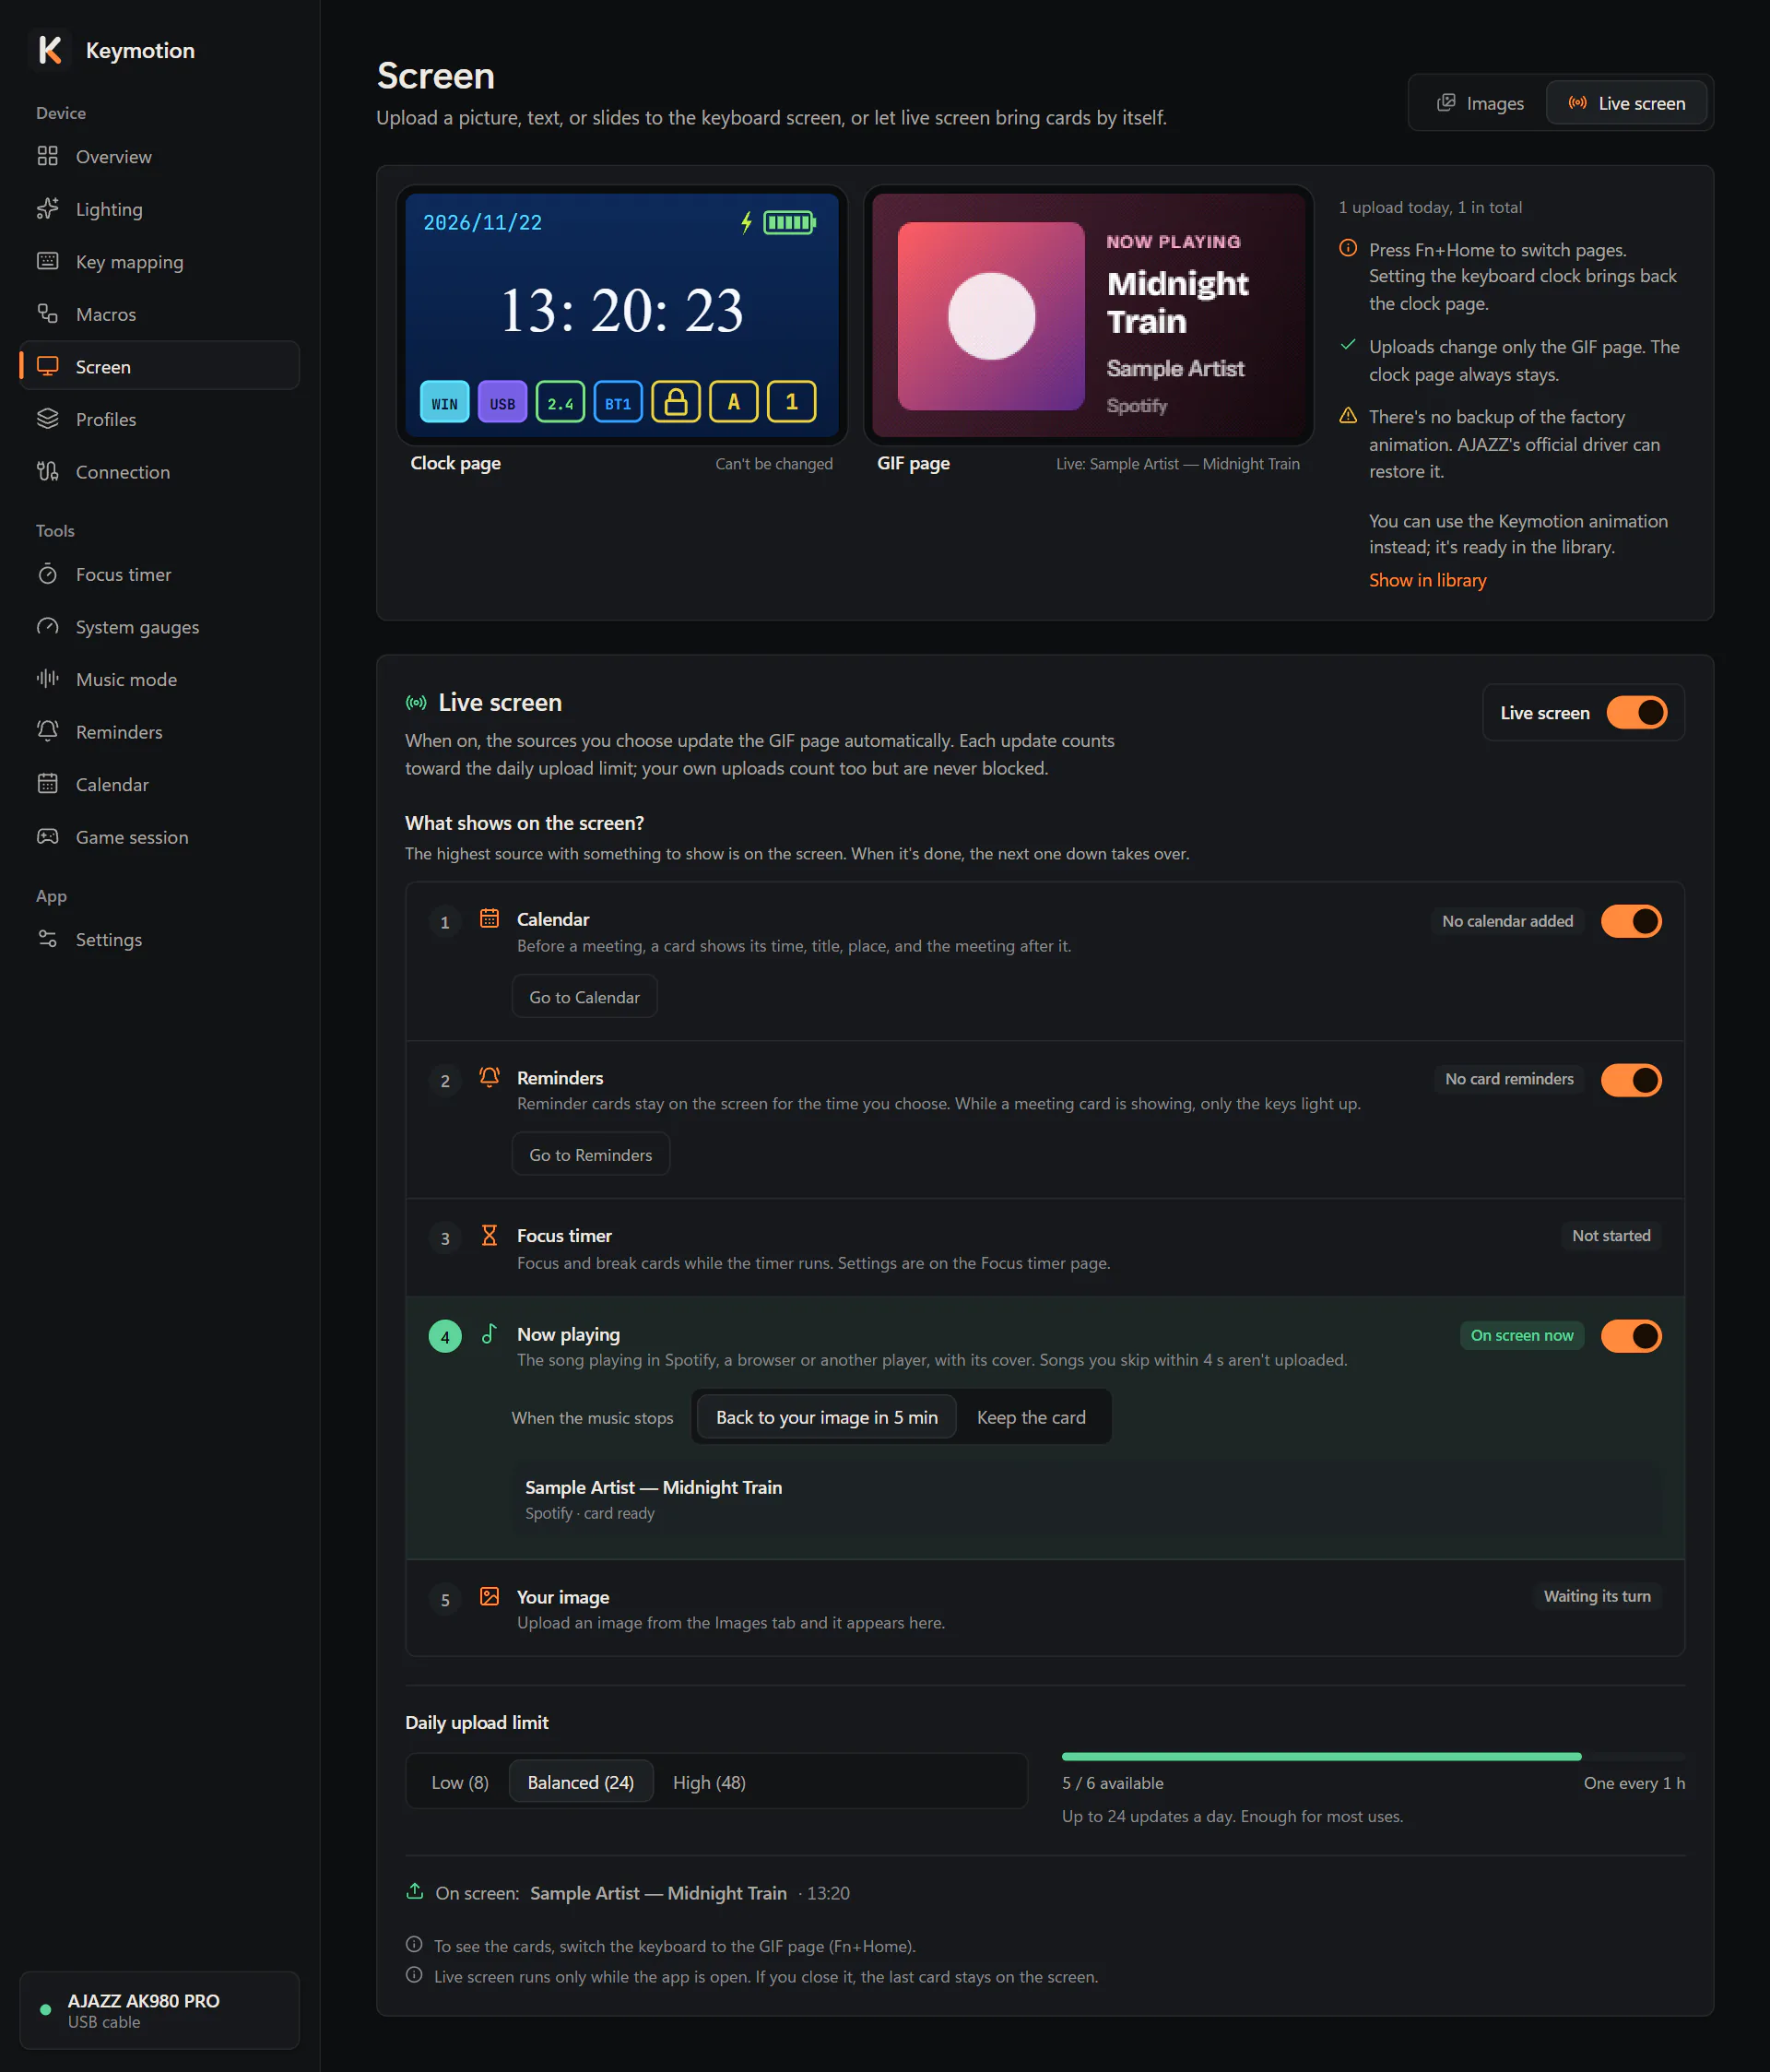 Keymotion
Device
Overview
Lighting
Key mapping
Macros
Screen
Profiles
Connection
Tools
Focus timer
System gauges
Music mode
Reminders
Calendar
Game session
App
Settings
AJAZZ AK980 PRO
USB cable
Screen
Upload a picture, text, or slides to the keyboard screen, or let live screen bring cards by itself.
Images
Live screen
2026/11/22
13: 20: 23
WIN
USB
2.4
BT1
A
1
Clock page
Can't be changed
NOW PLAYING
Midnight
Train
Sample Artist
Spotify
GIF page
Live: Sample Artist — Midnight Train
1 upload today, 1 in total
Press Fn+Home to switch pages.
Setting the keyboard clock brings back
the clock page.
Uploads change only the GIF page. The
clock page always stays.
There's no backup of the factory
animation. AJAZZ's official driver can
restore it.
You can use the Keymotion animation
instead; it's ready in the library.
Show in library
Live screen
When on, the sources you choose update the GIF page automatically. Each update counts
toward the daily upload limit; your own uploads count too but are never blocked.
Live screen
What shows on the screen?
The highest source with something to show is on the screen. When it's done, the next one down takes over.
1
Calendar
Before a meeting, a card shows its time, title, place, and the meeting after it.
No calendar added
Go to Calendar
2
Reminders
Reminder cards stay on the screen for the time you choose. While a meeting card is showing, only the keys light up.
No card reminders
Go to Reminders
3
Focus timer
Focus and break cards while the timer runs. Settings are on the Focus timer page.
Not started
4
Now playing
The song playing in Spotify, a browser or another player, with its cover. Songs you skip within 4 s aren't uploaded.
On screen now
When the music stops
Back to your image in 5 min
Keep the card
Sample Artist — Midnight Train
Spotify · card ready
5
Your image
Upload an image from the Images tab and it appears here.
Waiting its turn
Daily upload limit
Low (8)
Balanced (24)
High (48)
5 / 6 available
One every 1 h
Up to 24 updates a day. Enough for most uses.
On screen: Sample Artist — Midnight Train · 13:20
To see the cards, switch the keyboard to the GIF page (Fn+Home).
Live screen runs only while the app is open. If you close it, the last card stays on the screen.